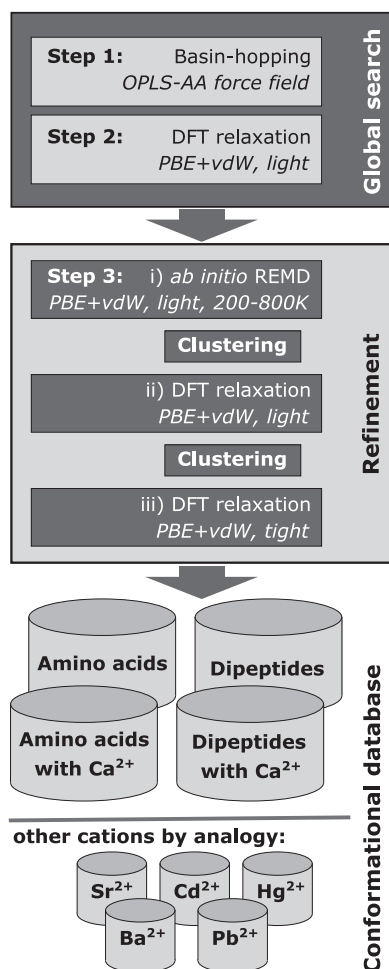 Step 1: Basin-hopping
OPLS-AA force field
Step 2: DFT relaxation
PBE+vdW, light
Global search
Step 3: i) ab initio REMD
PBE+vdW, light, 200-800K
Clustering
ii) DFT relaxation
PBE+vdW, light
Clustering
iii) DFT relaxation
PBE+vdW, tight
Refinement
Amino acids
Dipeptides
Amino acids
with Ca²⁺
Dipeptides
with Ca²⁺
other cations by analogy:
Sr²⁺
Cd²⁺
Hg²⁺
Ba²⁺
Pb²⁺
Conformational database